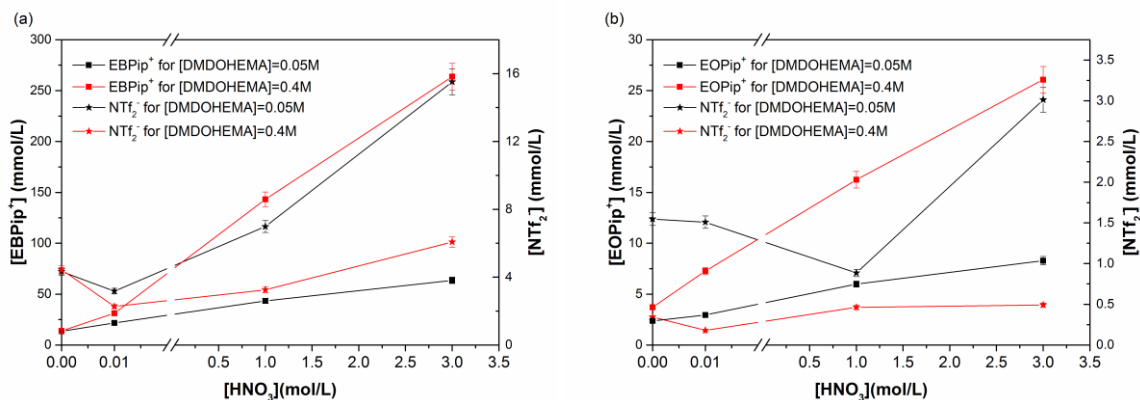 (a)
300
250
200
150
100
50
0
[EBPip⁺] (mmol/L)
EBPip⁺ for [DMDOHEMA]=0.05M
EBPip⁺ for [DMDOHEMA]=0.4M
NTf₂⁻ for [DMDOHEMA]=0.05M
NTf₂⁻ for [DMDOHEMA]=0.4M
16
12
8
4
0
[NTf₂⁻] (mmol/L)
0.00 0.01 0.5 1.0 1.5 2.0 2.5 3.0 3.5
[HNO₃](mol/L)
(b)
30
25
20
15
10
5
0
[EOPip⁺] (mmol/L)
EOPip⁺ for [DMDOHEMA]=0.05M
EOPip⁺ for [DMDOHEMA]=0.4M
NTf₂⁻ for [DMDOHEMA]=0.05M
NTf₂⁻ for [DMDOHEMA]=0.4M
3.5
3.0
2.5
2.0
1.5
1.0
0.5
0.0
[NTf₂⁻] (mmol/L)
0.00 0.01 0.5 1.0 1.5 2.0 2.5 3.0 3.5
[HNO₃](mol/L)